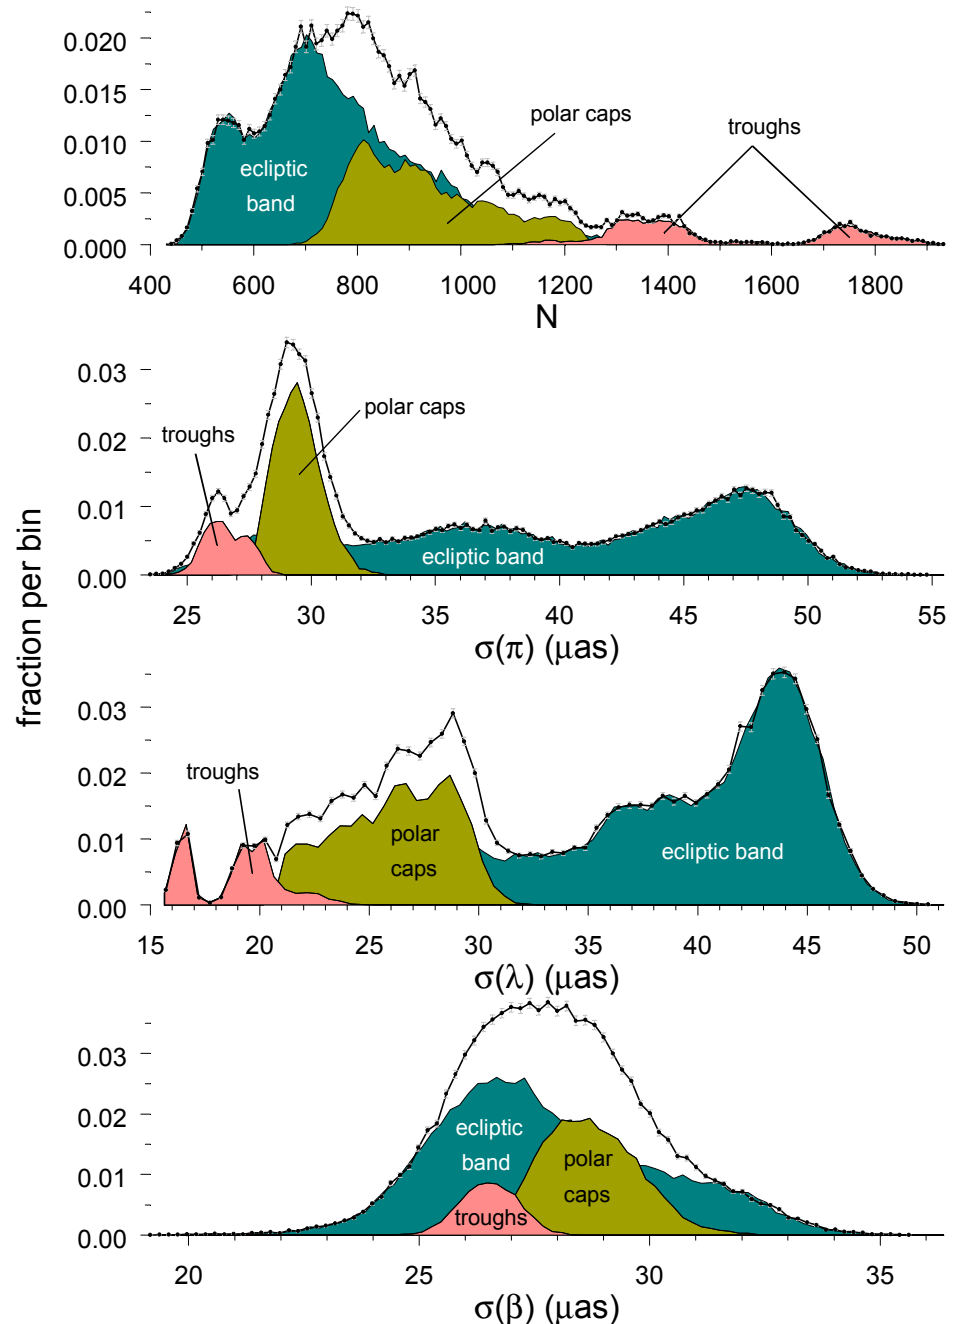 fraction per bin
0.020
0.015
0.010
0.005
0.000
polar caps
troughs
ecliptic
band
400 600 800 1000 1200 1400 1600 1800
N
0.03
0.02
0.01
0.00
troughs
polar caps
ecliptic band
25 30 35 40 45 50 55
σ(π) (μas)
0.03
0.02
0.01
0.00
troughs
polar
caps
ecliptic band
15 20 25 30 35 40 45 50
σ(λ) (μas)
0.03
0.02
0.01
0.00
ecliptic
band
polar
caps
troughs
20 25 30 35
σ(β) (μas)